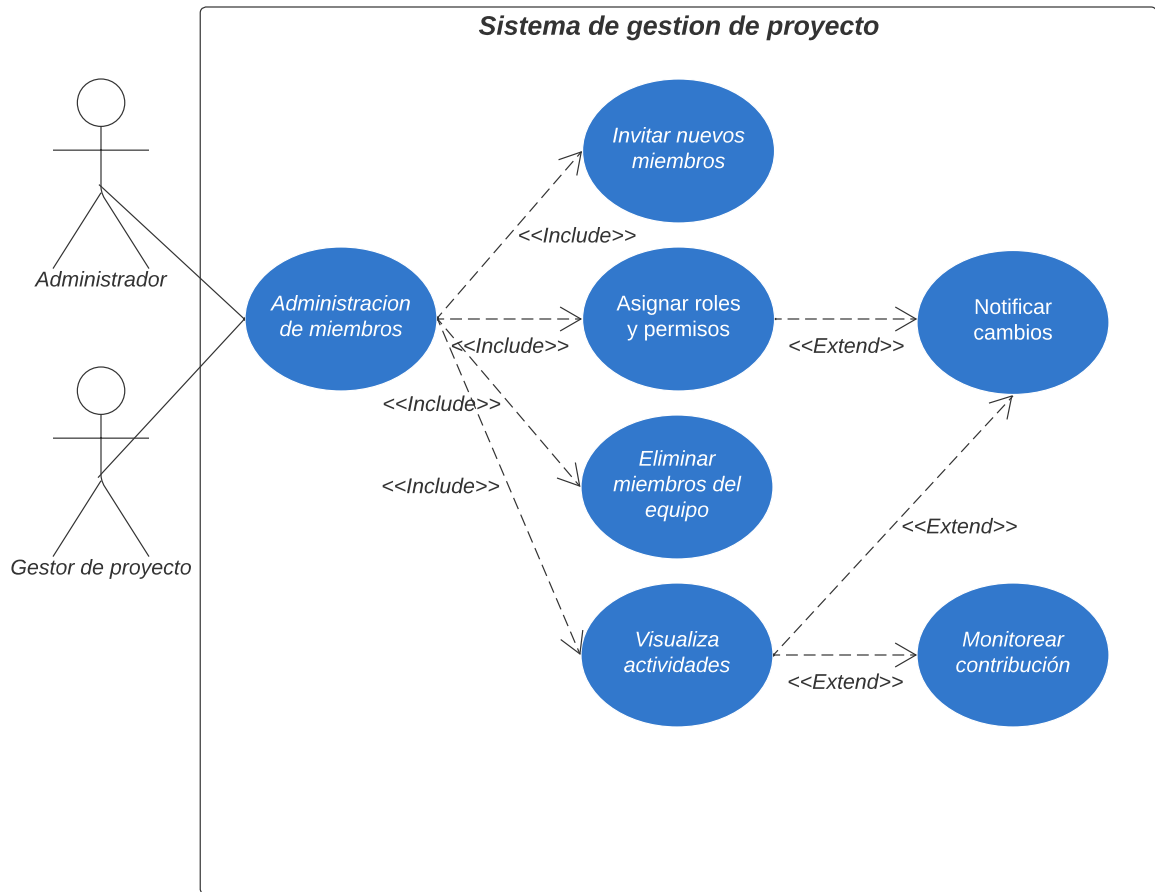 Sistema de gestion de proyecto
Invitar nuevos
miembros
<<Include>>
Administrador
Administracion
de miembros
Asignar roles
y permisos
Notificar
cambios
<<Include>>
<<Extend>>
<<Include>>
Eliminar
miembros del
equipo
<<Include>>
<<Extend>>
Gestor de proyecto
Visualiza
actividades
Monitorear
contribución
<<Extend>>